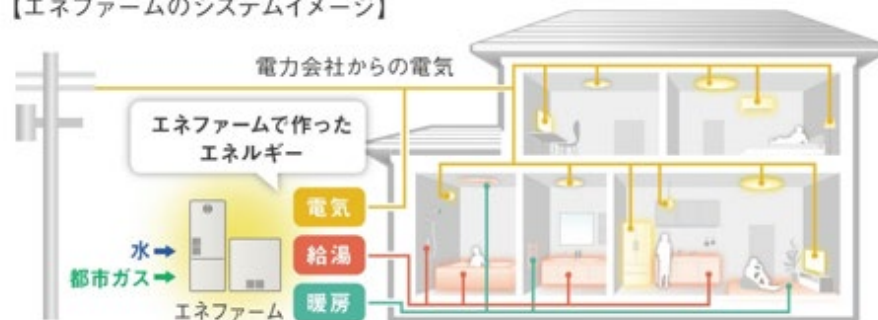 【エネファームのシステムイメージ】
電力会社からの電気
エネファームで作った
エネルギー
電気
水
給湯
都市ガス
エネファーム
暖房